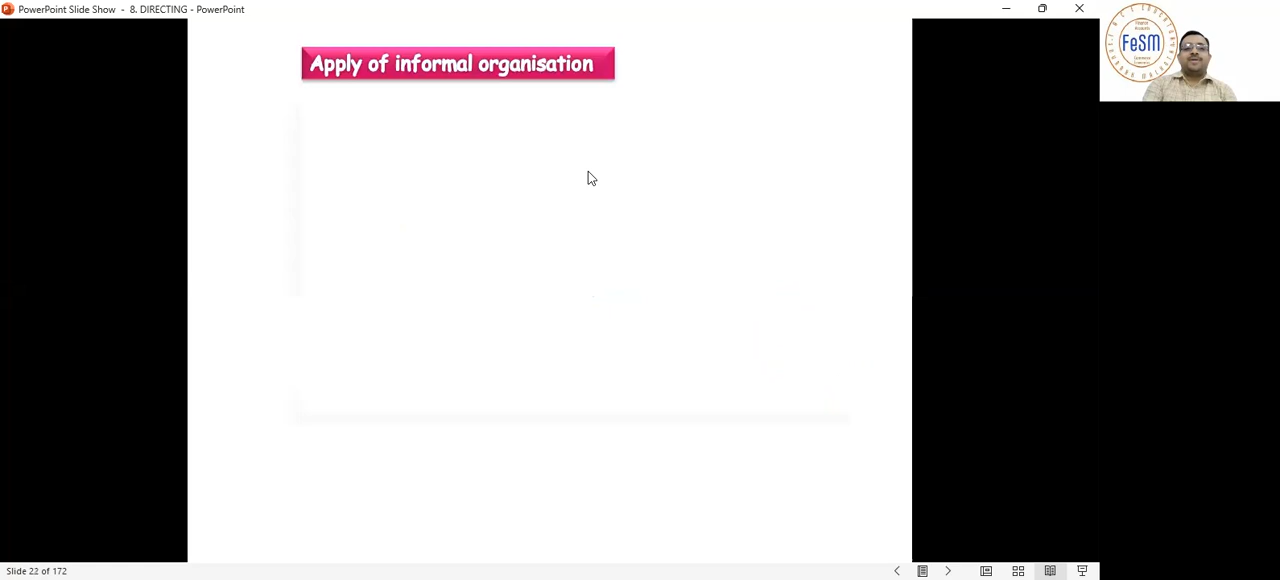 PowerPoint Slide Show - 8. DIRECTING - PowerPoint
Apply of informal organisation
FeSM
Slide 22 of 172